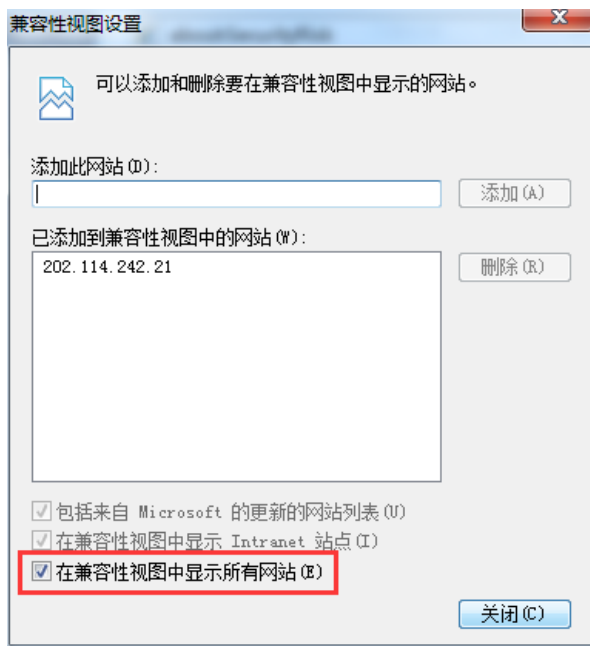 兼容性视图设置
可以添加和删除要在兼容性视图中显示的网站。
添加此网站(D):
添加(A)
已添加到兼容性视图中的网站(W):
202.114.242.21
删除(R)
包括来自 Microsoft 的更新的网站列表(U)
在兼容性视图中显示 Intranet 站点(I)
在兼容性视图中显示所有网站(E)
关闭(C)